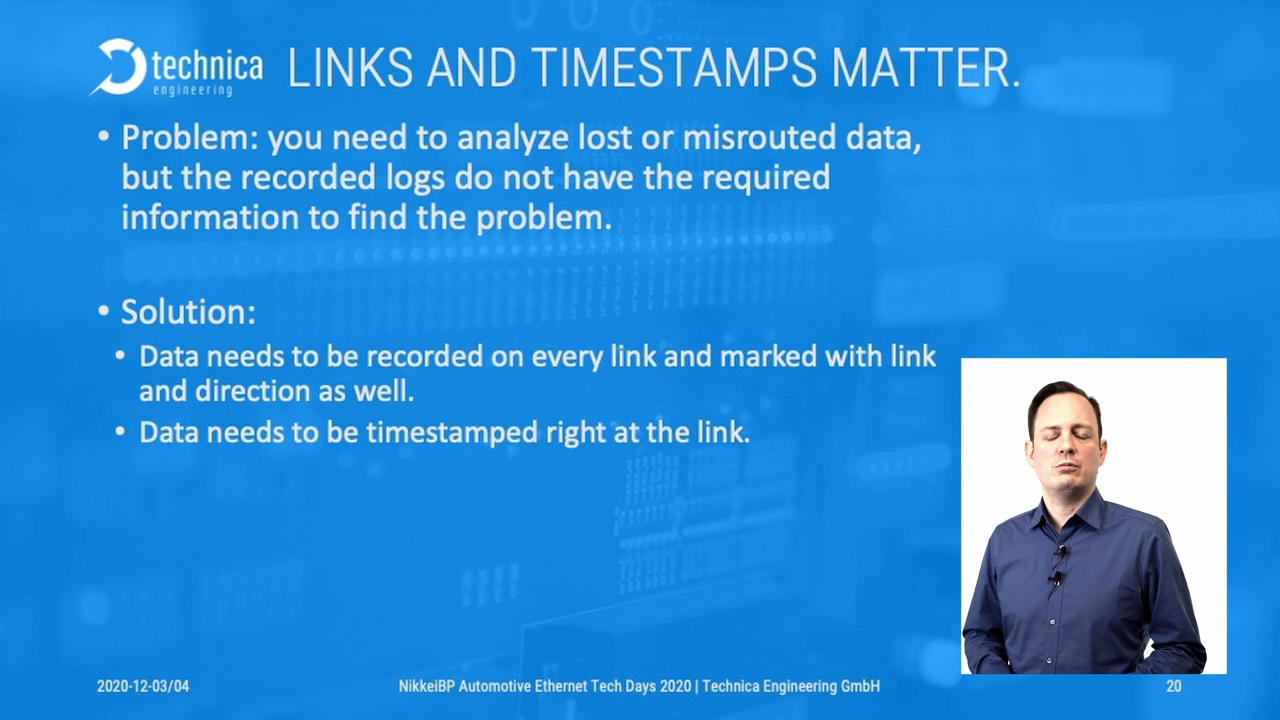 technica
engineering
LINKS AND TIMESTAMPS MATTER.
• Problem: you need to analyze lost or misrouted data,
but the recorded logs do not have the required
information to find the problem.
• Solution:
• Data needs to be recorded on every link and marked with link
and direction as well.
• Data needs to be timestamped right at the link.
2020-12-03/04
NikkeiBP Automotive Ethernet Tech Days 2020 | Technica Engineering GmbH
20